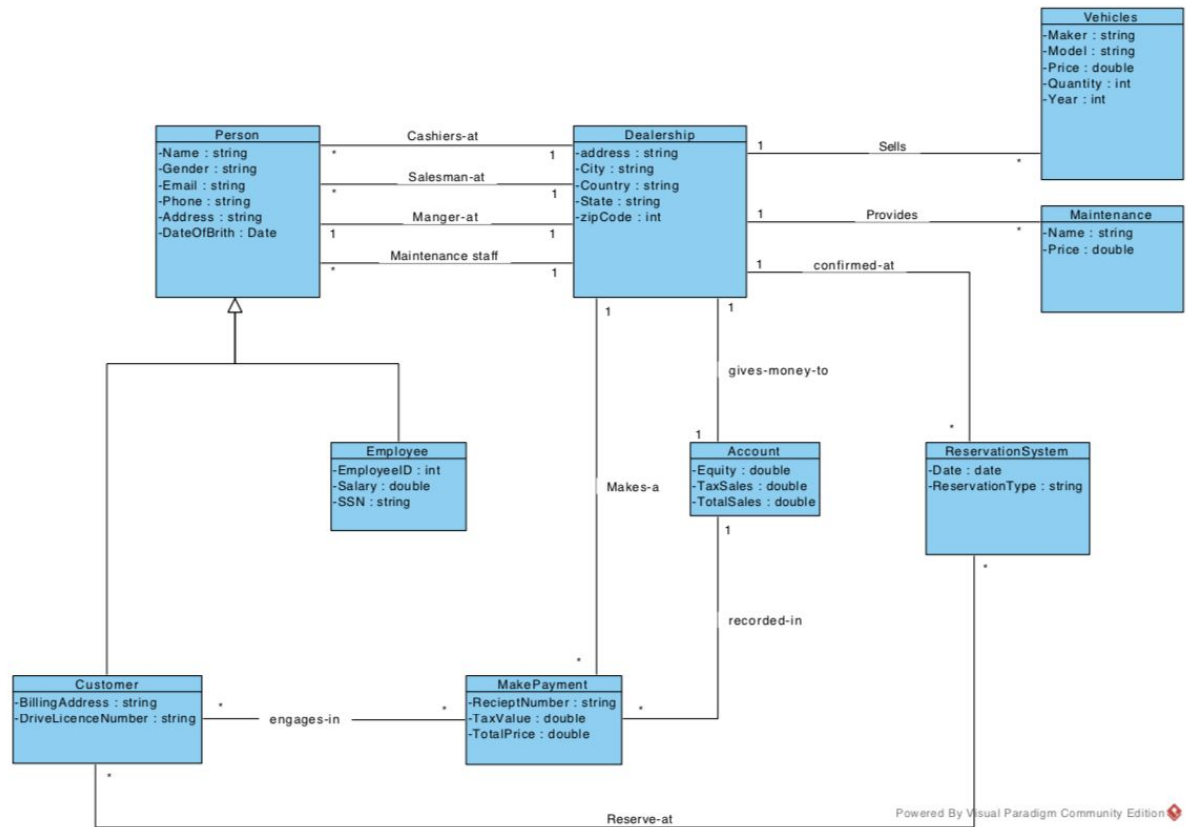 Vehicles
-Maker : string
-Model : string
-Price : double
-Quantity : int
-Year : int
Person
-Name : string
-Gender : string
-Email : string
-Phone : string
-Address : string
-DateOfBrith : Date
Cashiers-at
*
1
Salesman-at
*
1
Manger-at
1
1
Maintenance staff
*
1
Dealership
-address : string
-City : string
-Country : string
-State : string
-zipCode : int
1
Sells
*
1
Provides
*
Maintenance
-Name : string
-Price : double
1
confirmed-at
*
1
1
gives-money-to
1
Makes-a
*
Employee
-EmployeeID : int
-Salary : double
-SSN : string
Account
-Equity : double
-TaxSales : double
-TotalSales : double
1
recorded-in
*
ReservationSystem
-Date : date
-ReservationType : string
*
Customer
-BillingAddress : string
-DriveLicenceNumber : string
*
engages-in
*
MakePayment
-RecieptNumber : string
-TaxValue : double
-TotalPrice : double
*
Reserve-at
Powered By Visual Paradigm Community Edition